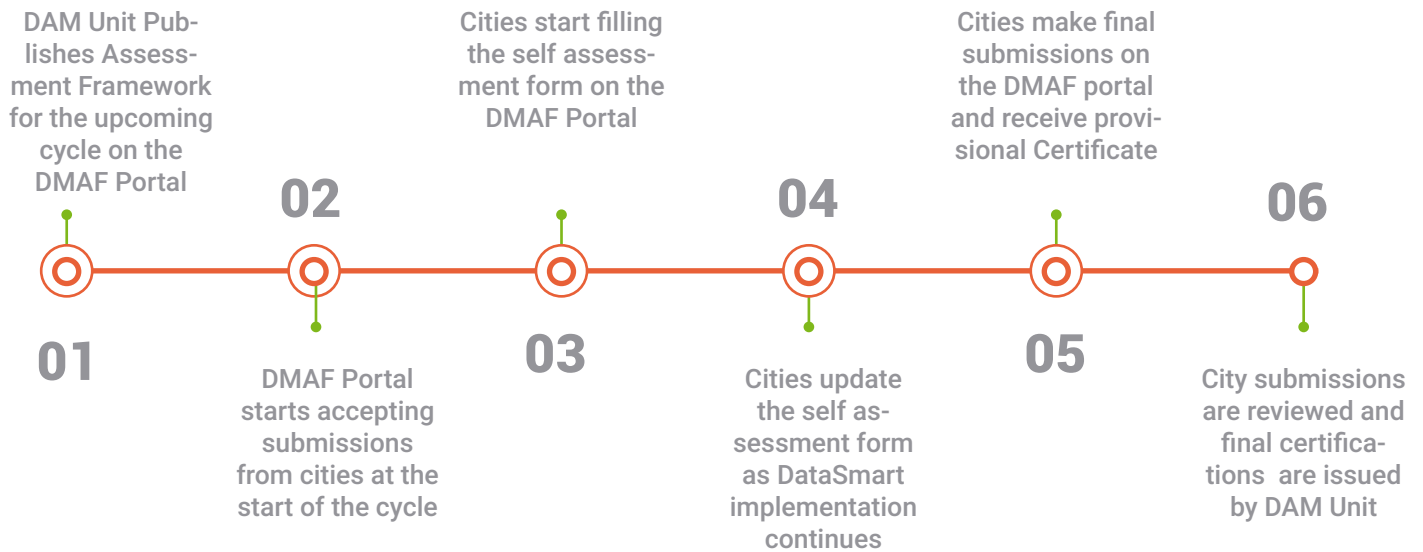 DAM Unit Pub-
lishes Assess-
ment Framework
for the upcoming
cycle on the
DMAF Portal
01
02
DMAF Portal
starts accepting
submissions
from cities at the
start of the cycle
Cities start filling
the self assess-
ment form on the
DMAF Portal
03
04
Cities update
the self as-
sessment form
as DataSmart
implementation
continues
Cities make final
submissions on
the DMAF portal
and receive provi-
sional Certificate
05
06
City submissions
are reviewed and
final certifica-
tions  are issued
by DAM Unit